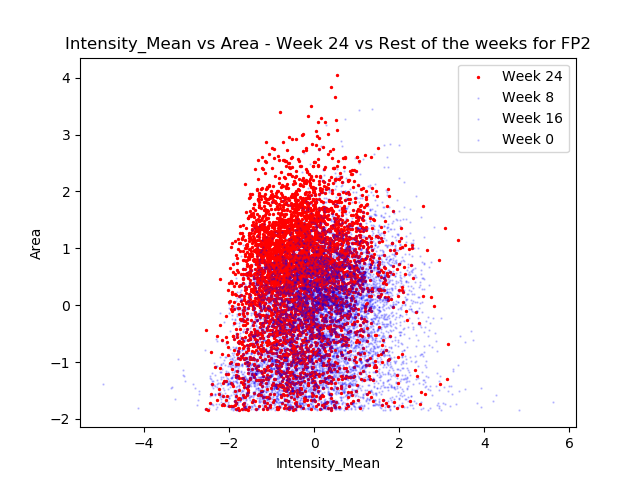 Intensity_Mean vs Area - Week 24 vs Rest of the weeks for FP2
Week 24
Week 8
Week 16
Week 0
Area
4
3
2
1
0
−1
−2
−4
−2
0
2
4
6
Intensity_Mean